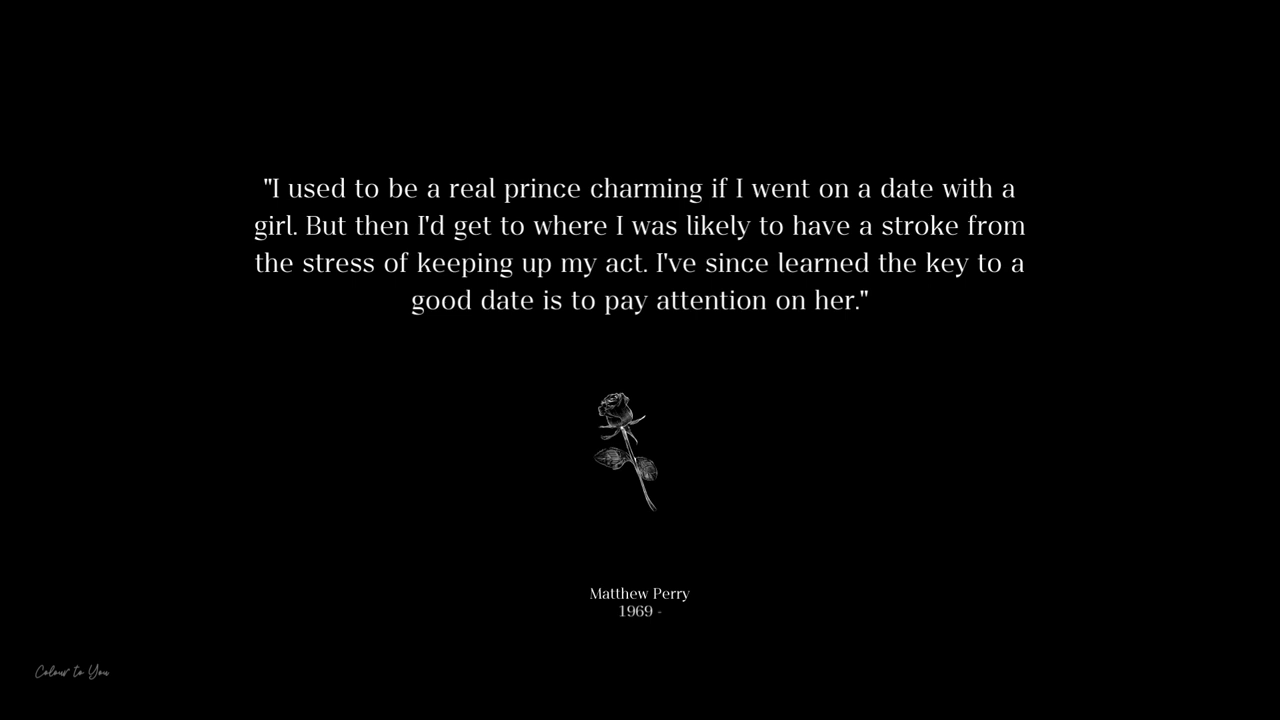 "I used to be a real prince charming if I went on a date with a
girl. But then I'd get to where I was likely to have a stroke from
the stress of keeping up my act. I've since learned the key to a
good date is to pay attention on her."
Matthew Perry
1969 -
Colour to You